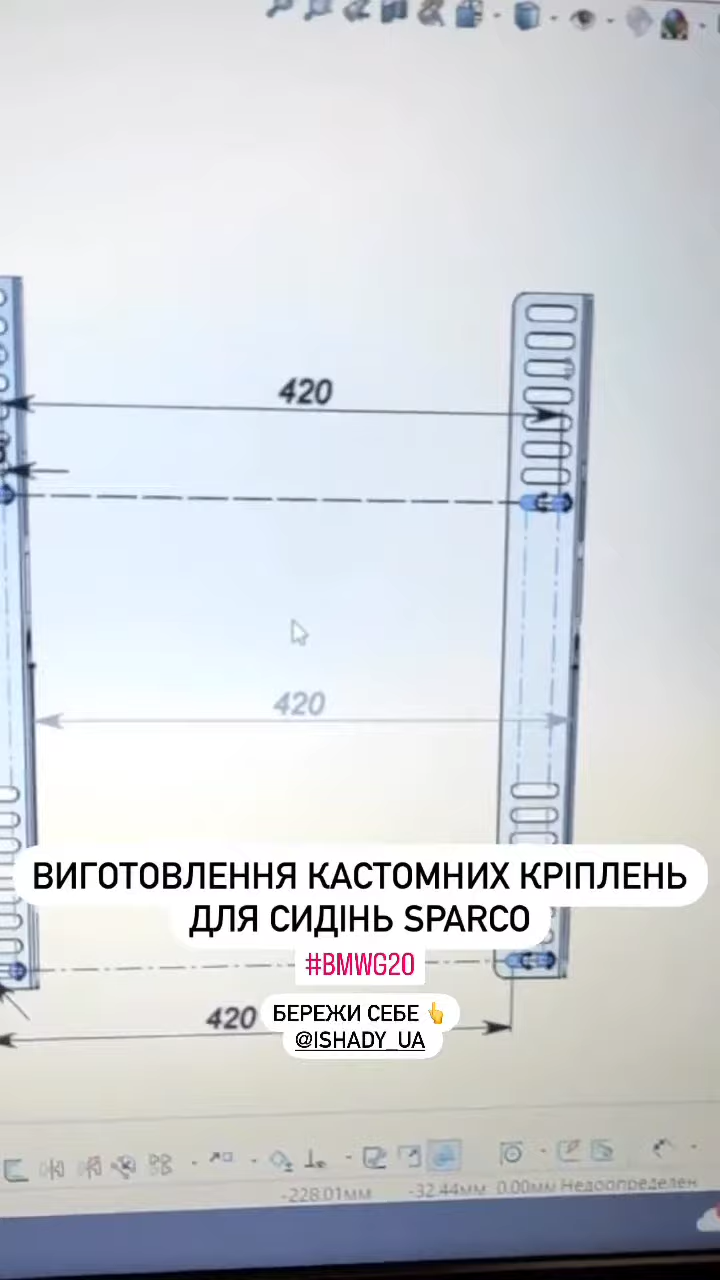 420
420
ВИГОТОВЛЕННЯ КАСТОМНИХ КРІПЛЕНЬ
ДЛЯ СИДІНЬ SPARCO
#BMWG20
420
БЕРЕЖИ СЕБЕ👆
@ISHADY_UA
-228.01мм -32.44мм 0.00мм Недоопределен